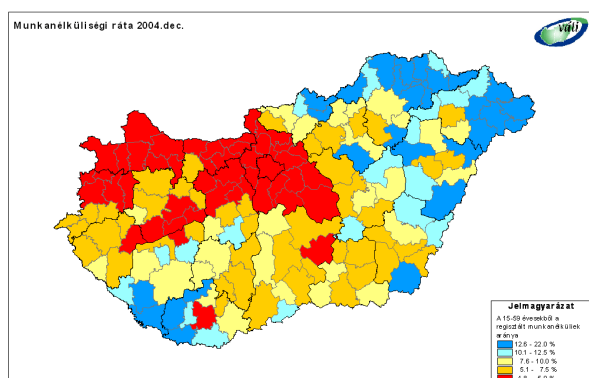 Munkanélküliségi ráta 2004.dec.
váti
Jelmagyarázat
A 15-59 évesekből a
regisztált munkanélküliek
aránya
12.6 - 22.0 %
10.1 - 12.5 %
7.6 - 10.0 %
5.1 - 7.5 %